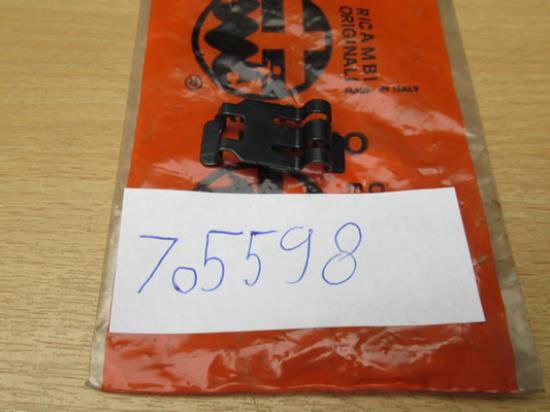 RICAMBI
ORIGINALI
MADE IN ITALY
®
705598